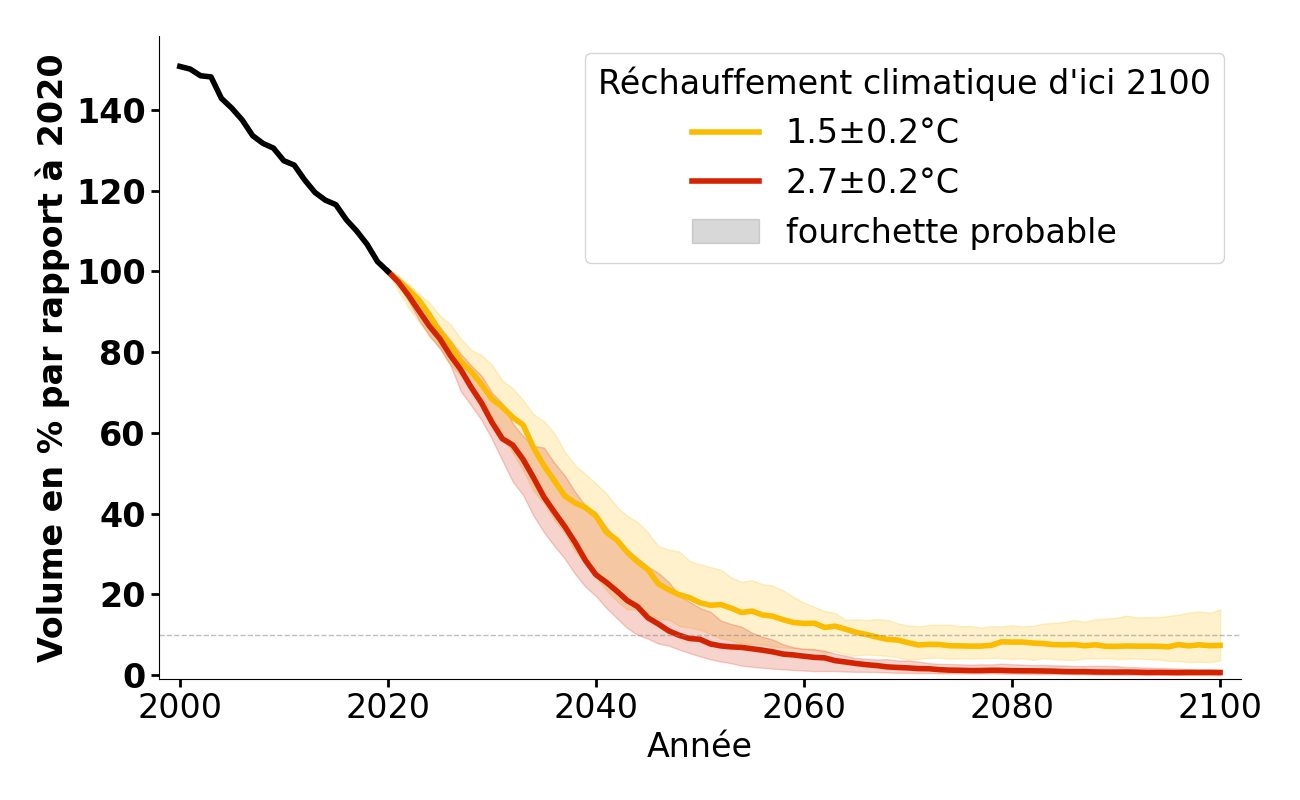 Volume en % par rapport à 2020
140
120
100
80
60
40
20
0
Réchauffement climatique d'ici 2100
1.5±0.2°C
2.7±0.2°C
fourchette probable
2000 2020 2040 2060 2080 2100
Année